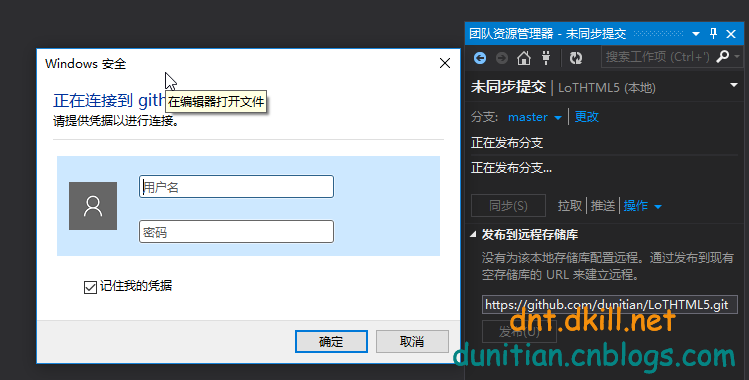 Windows 安全
正在连接到 gith
在编辑器打开文件
请提供凭据以进行连接。
用户名
密码
记住我的凭据
确定
取消
团队资源管理器 - 未同步提交
搜索工作项 (Ctrl+')
未同步提交 | LoTHTML5 (本地)
分支: master 更改
正在发布分支
正在发布分支...
同步(S) 拉取 | 推送 | 操作
发布到远程存储库
没有为该本地存储库配置远程。通过发布到现有
空存储库的 URL 来建立远程。
https://github.com/dunitian/LoTHTML5.git
dnt.dkill.net
发布(U)
dunitian.cnblogs.com